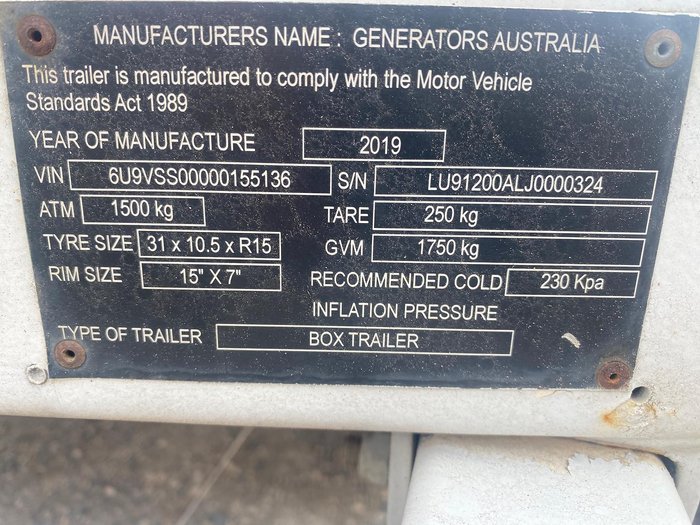 MANUFACTURERS NAME : GENERATORS AUSTRALIA
This trailer is manufactured to comply with the Motor Vehicle
Standards Act 1989
YEAR OF MANUFACTURE 2019
VIN 6U9VSS00000155136 S/N LU91200ALJ0000324
ATM 1500 kg TARE 250 kg
TYRE SIZE 31 x 10.5 x R15 GVM 1750 kg
RIM SIZE 15" X 7" RECOMMENDED COLD 230 Kpa
INFLATION PRESSURE
TYPE OF TRAILER BOX TRAILER